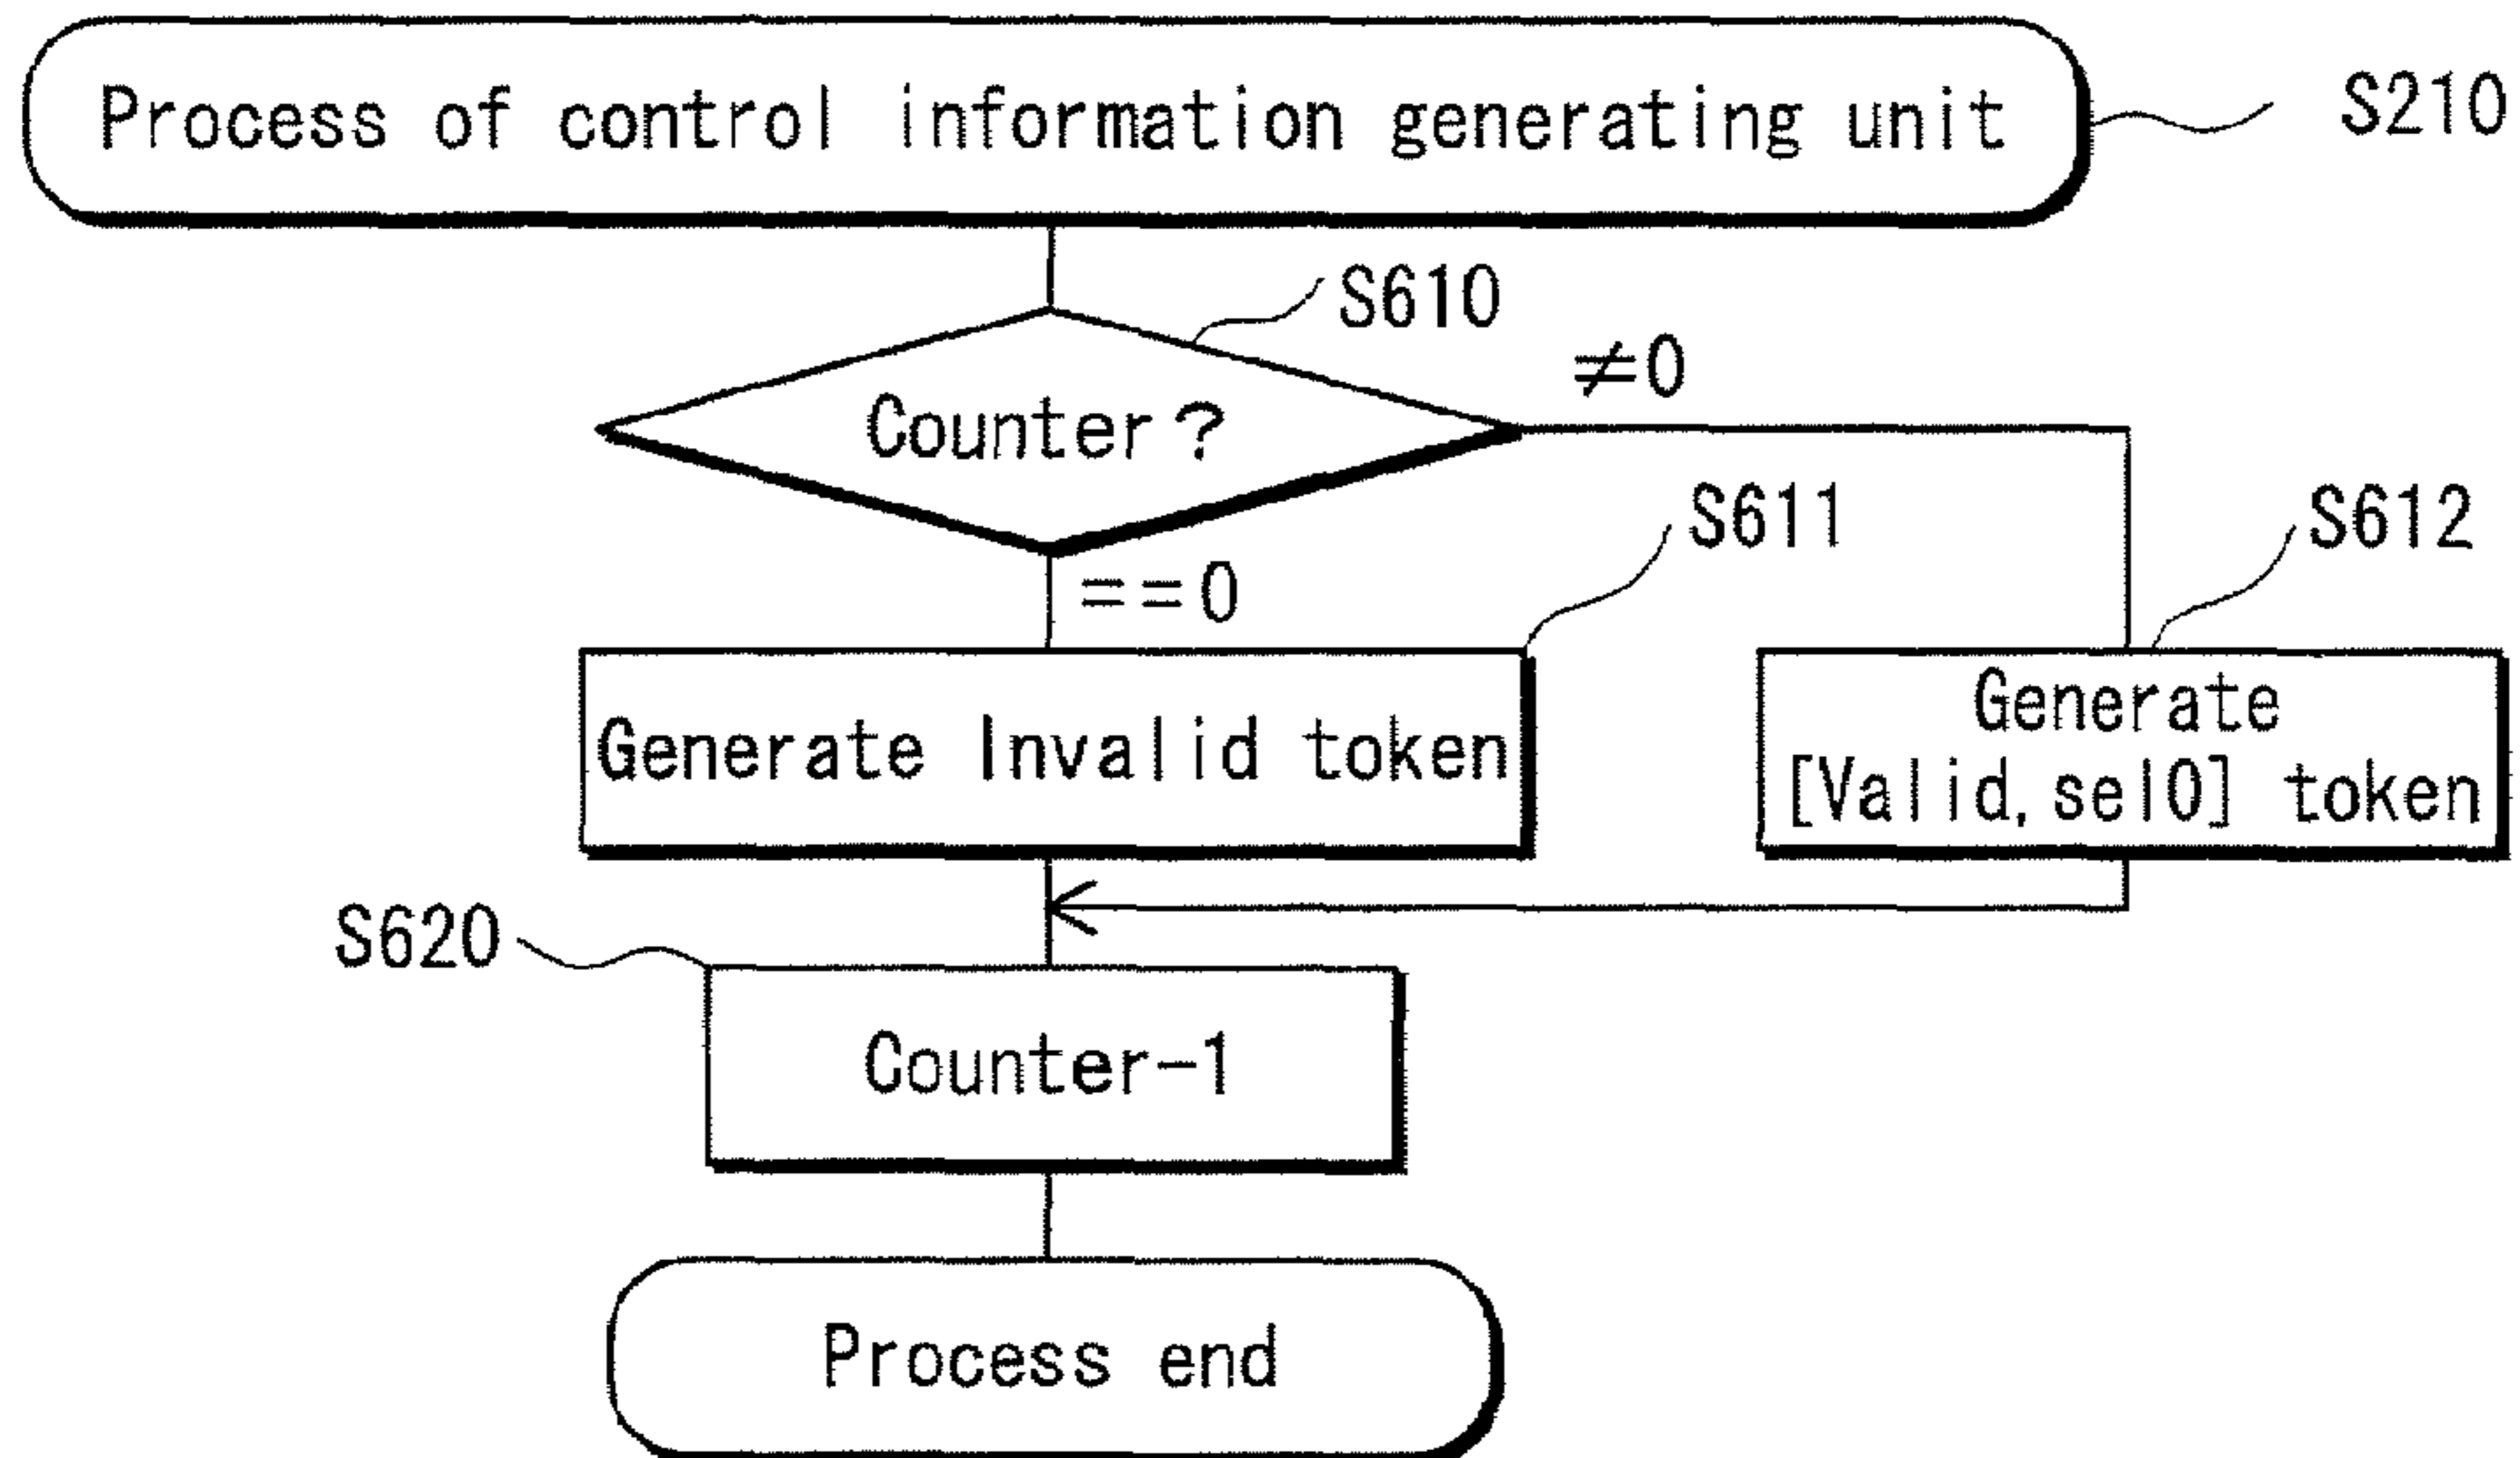 Process of control information generating unit
S210
S610
Counter?
≠0
==0
S611
S612
Generate Invalid token
Generate
[Valid,sel0] token
S620
Counter-1
Process end